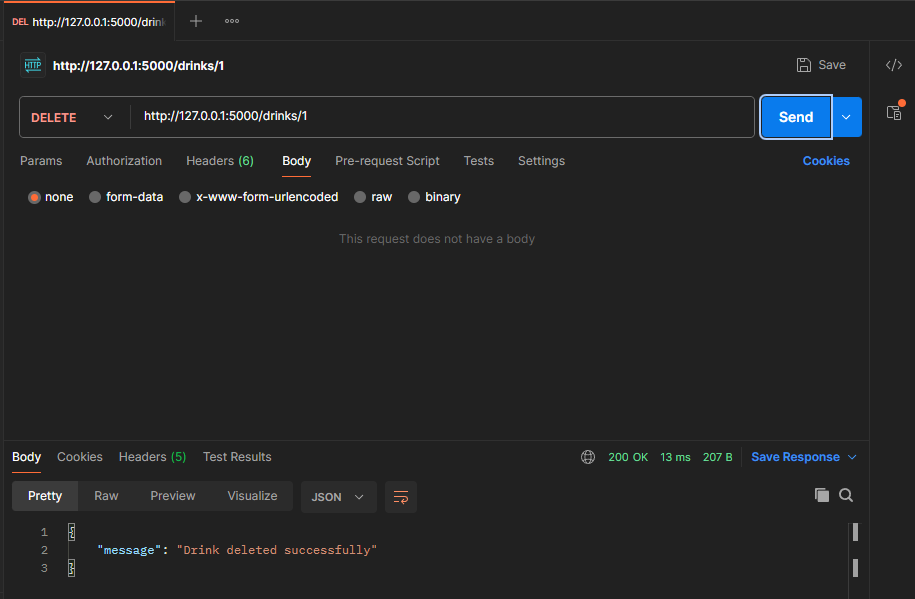 DEL http://127.0.0.1:5000/drin
HTTP http://127.0.0.1:5000/drinks/1 Save </>
DELETE http://127.0.0.1:5000/drinks/1 Send
Params Authorization Headers (6) Body Pre-request Script Tests Settings Cookies
none form-data x-www-form-urlencoded raw binary
This request does not have a body
Body Cookies Headers (5) Test Results 200 OK 13 ms 207 B Save Response
Pretty Raw Preview Visualize JSON
1 {
2 "message": "Drink deleted successfully"
3 }